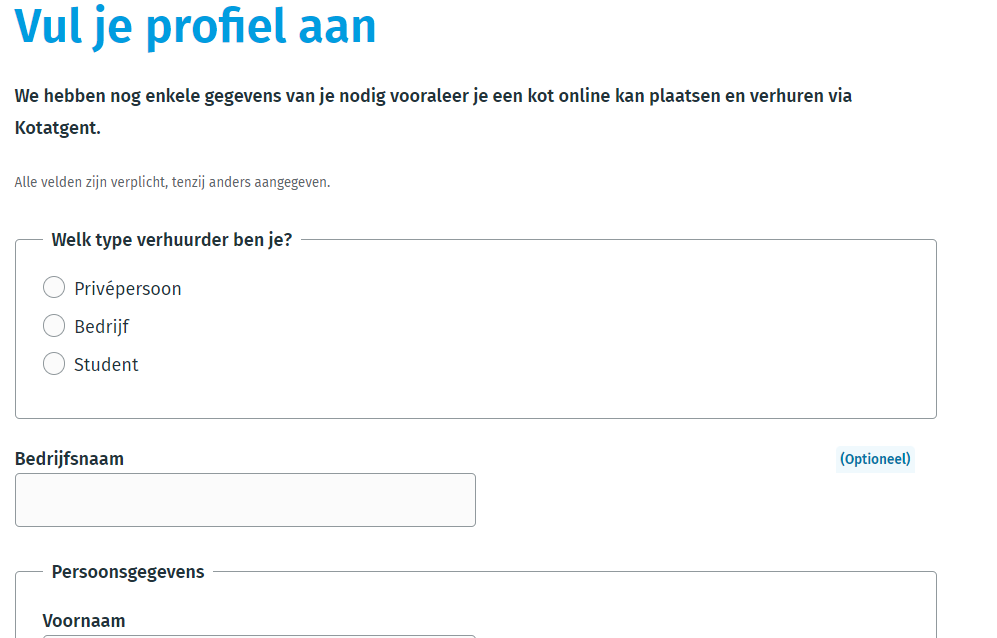 Vul je profiel aan
We hebben nog enkele gegevens van je nodig vooraleer je een kot online kan plaatsen en verhuren via
Kotatgent.
Alle velden zijn verplicht, tenzij anders aangegeven.
Welk type verhuurder ben je?
Privépersoon
Bedrijf
Student
Bedrijfsnaam
(Optioneel)
Persoonsgegevens
Voornaam